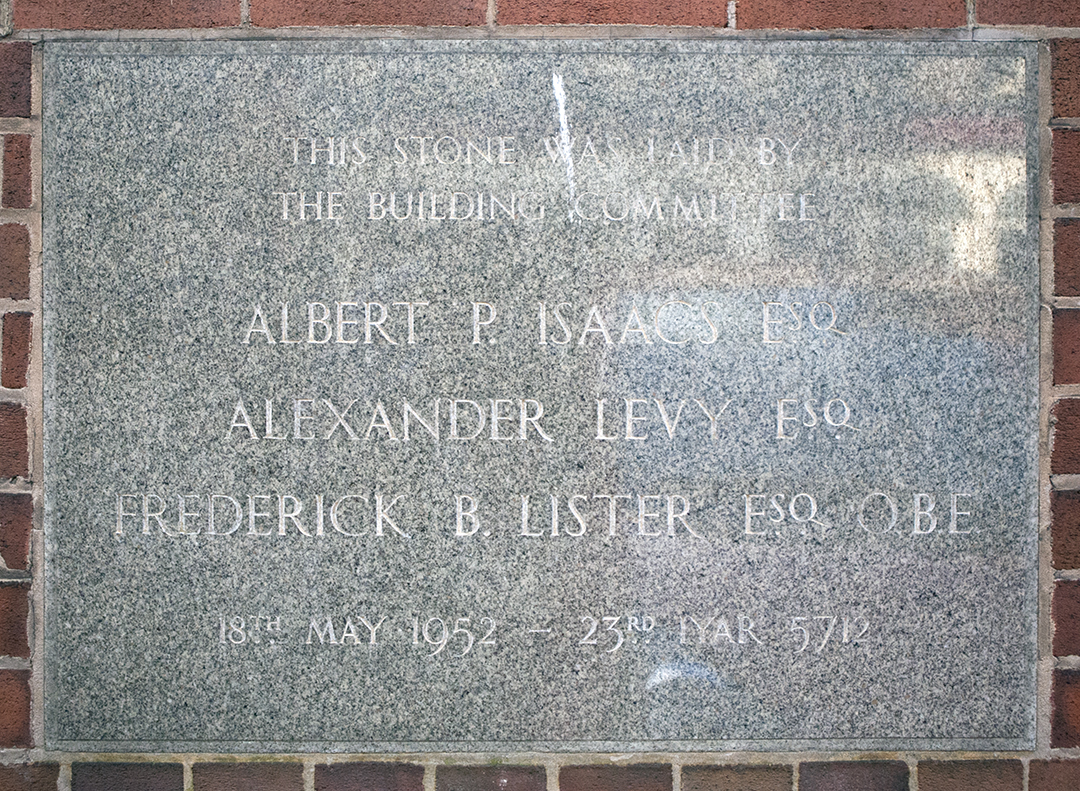 THIS STONE WAS LAID BY
THE BUILDING COMMITTEE
ALBERT P. ISAACS ESQ
ALEXANDER LEVY ESQ
FREDERICK B. LISTER ESQ O.B.E
18TH MAY 1952 – 23RD IYAR 5712